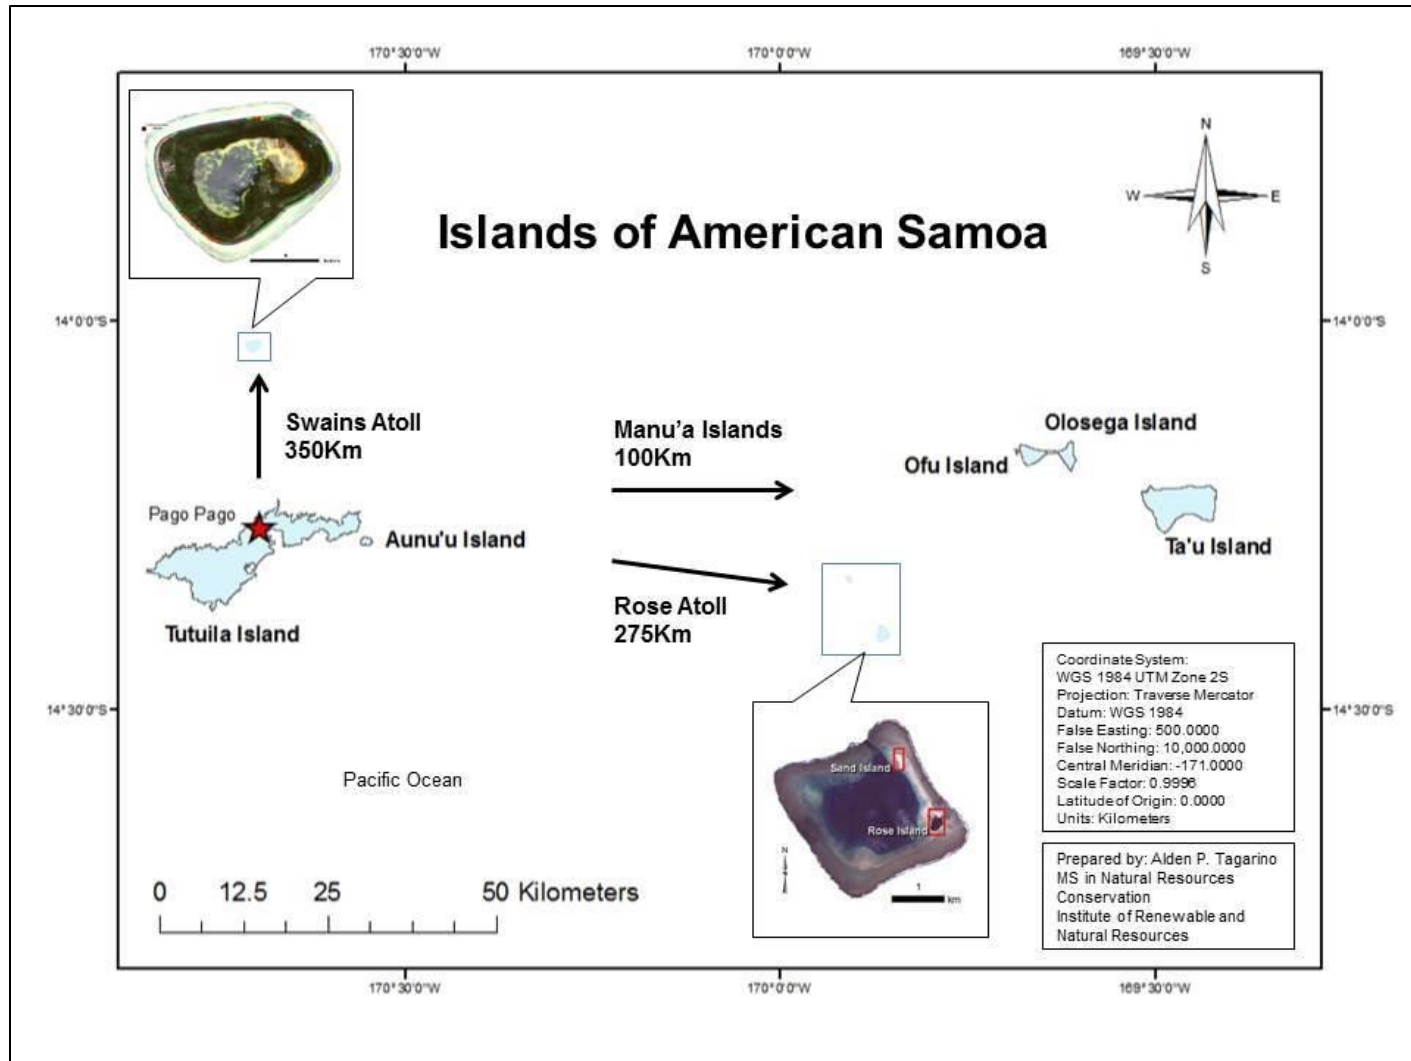 170°30'0"W
170°0'0"W
169°30'0"W
N
W
E
S
Islands of American Samoa
14°0'0"S
14°0'0"S
Swains Atoll
350Km
Manu’a Islands
100Km
Olosega Island
Ofu Island
Pago Pago
Aunu'u Island
Ta'u Island
Tutuila Island
Rose Atoll
275Km
14°30'0"S
14°30'0"S
Coordinate System:
WGS 1984 UTM Zone 2S
Projection: Traverse Mercator
Datum: WGS 1984
False Easting: 500.0000
False Northing: 10,000.0000
Central Meridian: -171.0000
Scale Factor: 0.9996
Latitude of Origin: 0.0000
Units: Kilometers
Pacific Ocean
Sand Island
Rose Island
N
1
km
0 12.5 25 50 Kilometers
Prepared by: Alden P. Tagarino
MS in Natural Resources
Conservation
Institute of Renewable and
Natural Resources
170°30'0"W
170°0'0"W
169°30'0"W